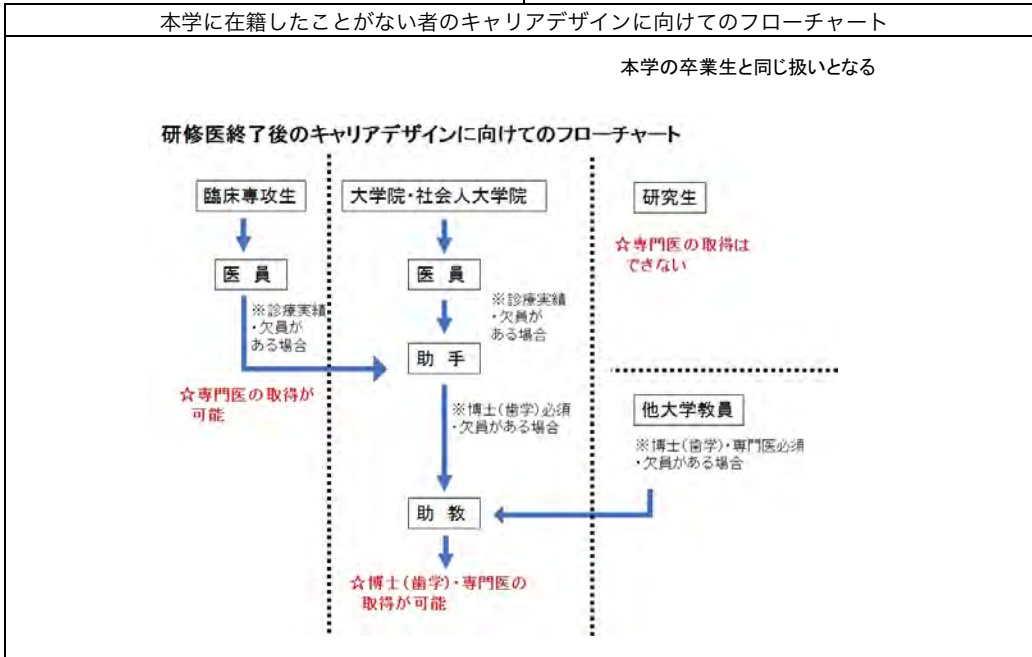 本学に在籍したことがない者のキャリアデザインに向けてのフローチャート
本学の卒業生と同じ扱いとなる
研修医終了後のキャリアデザインに向けてのフローチャート
臨床専攻生
医 員
※診療実績
・欠員が
ある場合
☆専門医の取得が
可能
大学院・社会人大学院
医 員
※診療実績
・欠員が
ある場合
助 手
※博士(歯学)必須
・欠員がある場合
助 教
☆博士(歯学)・専門医の
取得が可能
研究生
☆専門医の取得は
できない
他大学教員
※博士(歯学)・専門医必須
・欠員がある場合